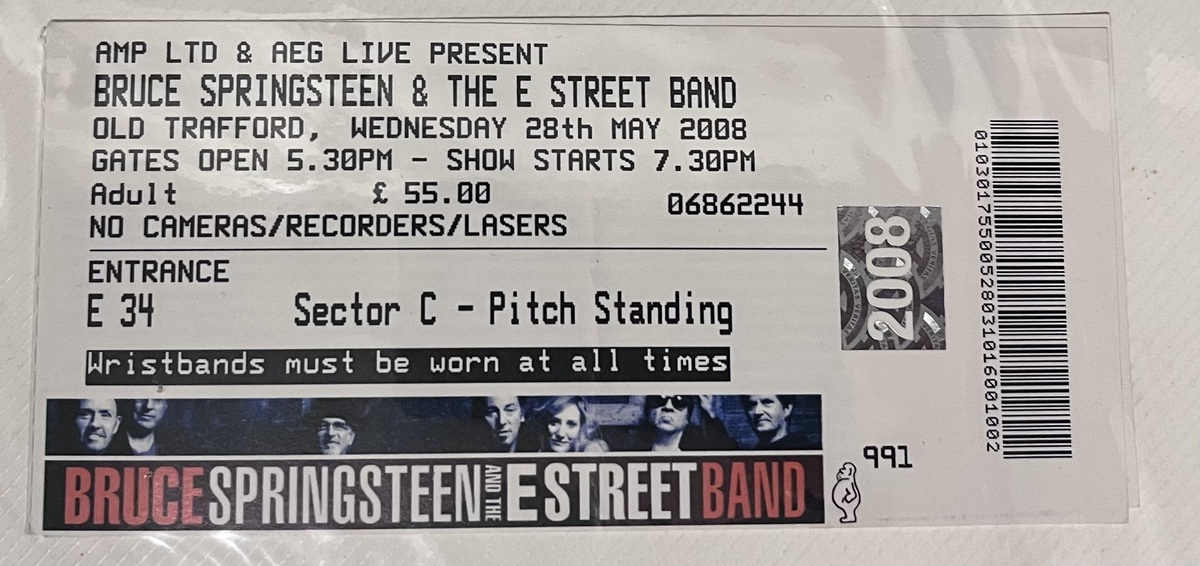 AMP LTD & AEG LIVE PRESENT
BRUCE SPRINGSTEEN & THE E STREET BAND
OLD TRAFFORD, WEDNESDAY 28th MAY 2008
GATES OPEN 5.30PM - SHOW STARTS 7.30PM
Adult £ 55.00 06862244
NO CAMERAS/RECORDERS/LASERS
ENTRANCE
E 34 Sector C - Pitch Standing
Wristbands must be worn at all times
BRUCE SPRINGSTEEN AND THE E STREET BAND
2008
991
01030175500528031016001002